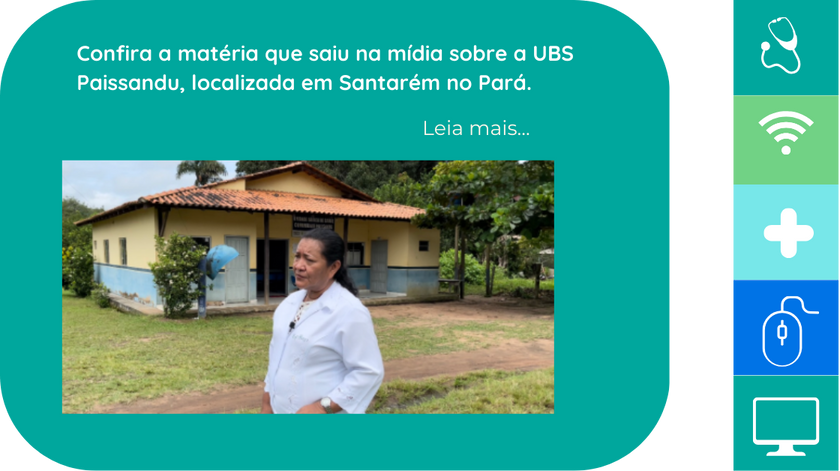 Confira a matéria que saiu na mídia sobre a UBS
Paissandu, localizada em Santarém no Pará.
Leia mais...